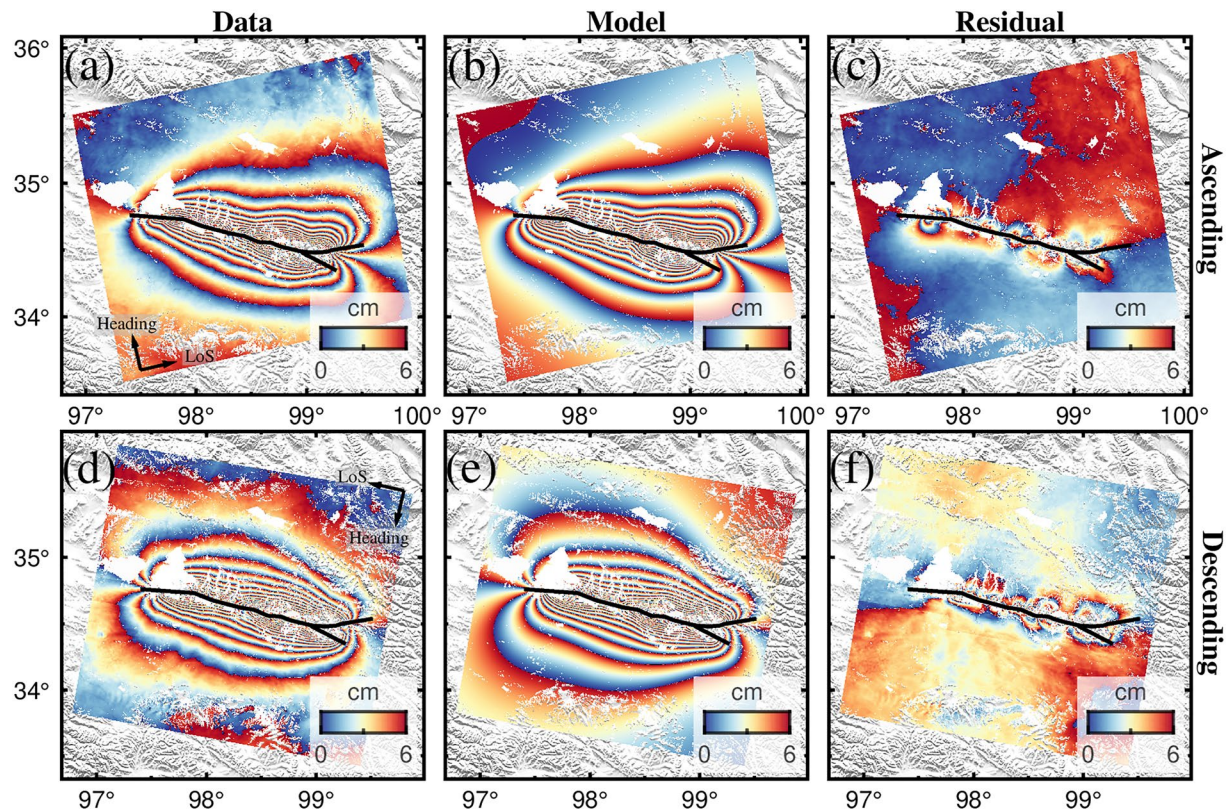 Data Model Residual
36° (a) (b) (c)
35°
34°
Heading
LoS
cm cm cm
0 6 0 6 0 6
Ascending
97° 98° 99° 100° 97° 98° 99° 100° 97° 98° 99° 100°
(d) (e) (f)
LoS
Heading
35°
34°
cm cm cm
0 6 0 6 0 6
Descending
97° 98° 99° 97° 98° 99° 97° 98° 99°